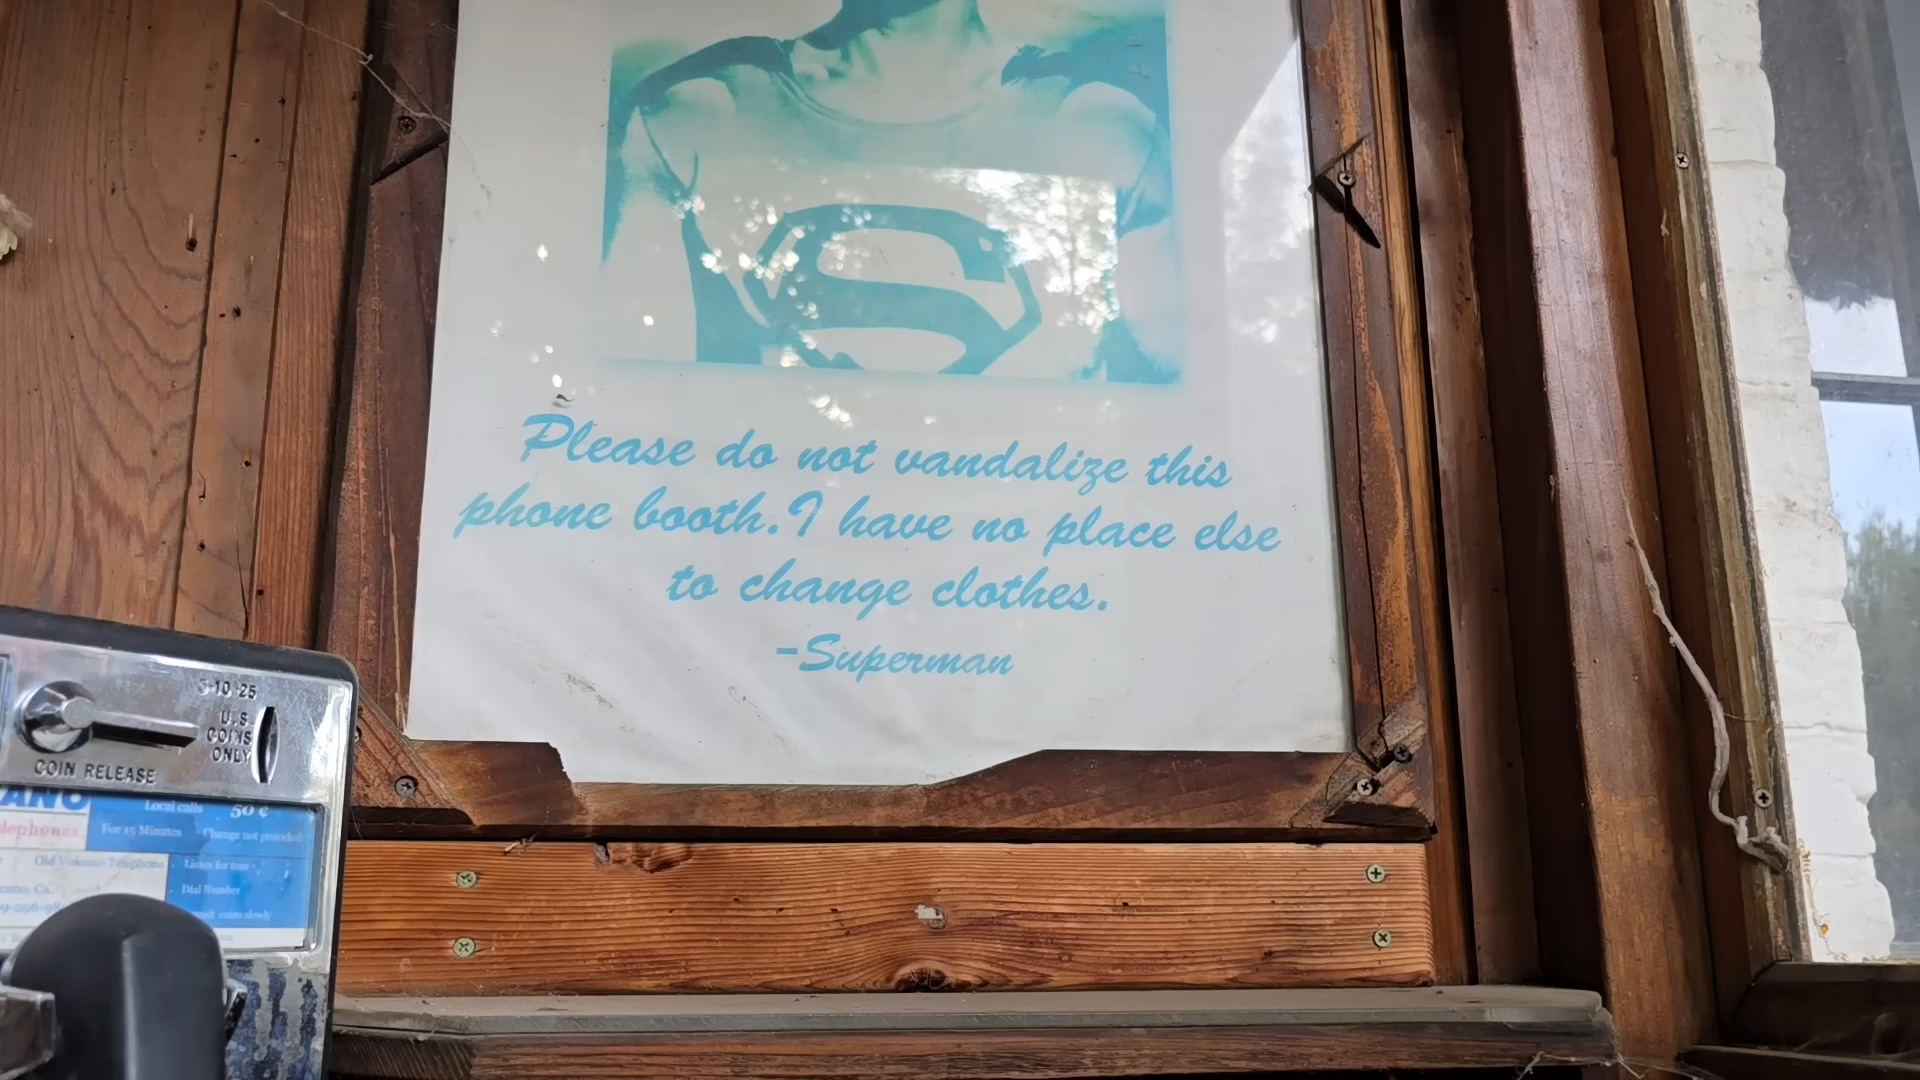 Please do not vandalize this
phone booth. I have no place else
to change clothes.
-Superman
5 10 25
U.S.
COINS
ONLY
COIN RELEASE
Local calls 50 ¢
For 15 Minutes Change not provided
Old Volcano Telephone
Listen for tone
Dial Number
coins slowly